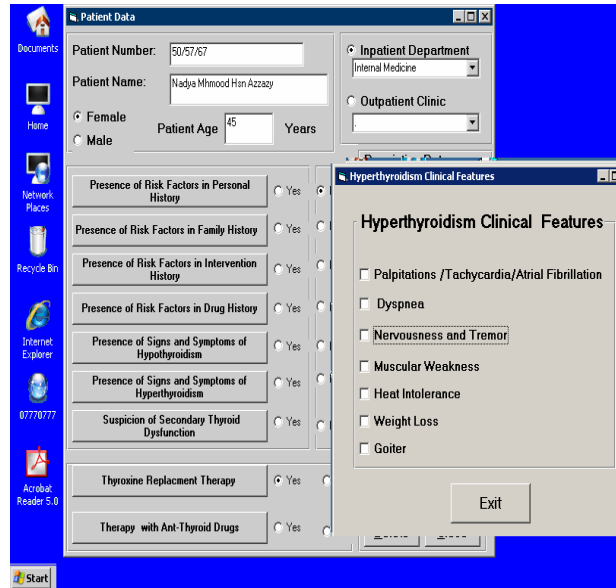 Documents
Home
Network
Places
Recycle Bin
Internet
Explorer
07770777
Acrobat
Reader 5.0
Start
Patient Data
Patient Number:
50/57/67
Patient Name:
Nadya Mhmood Hsn Azzazy
Female
Male
Patient Age
45
Years
Inpatient Department
Internal Medicine
Outpatient Clinic
.
Presence of Risk Factors in Personal
History
Yes
Presence of Risk Factors in Family History
Yes
Presence of Risk Factors in Intervention
History
Yes
Presence of Risk Factors in Drug History
Yes
Presence of Signs and Symptoms of
Hypothyroidism
Yes
Presence of Signs and Symptoms of
Hyperthyroidism
Yes
Suspicion of Secondary Thyroid
Dysfunction
Yes
Thyroxine Replacment Therapy
Yes
Therapy with Ant-Thyroid Drugs
Yes
Hyperthyroidism Clinical Features
Hyperthyroidism Clinical Features
Palpitations /Tachycardia/Atrial Fibrillation
Dyspnea
Nervousness and Tremor
Muscular Weakness
Heat Intolerance
Weight Loss
Goiter
Exit